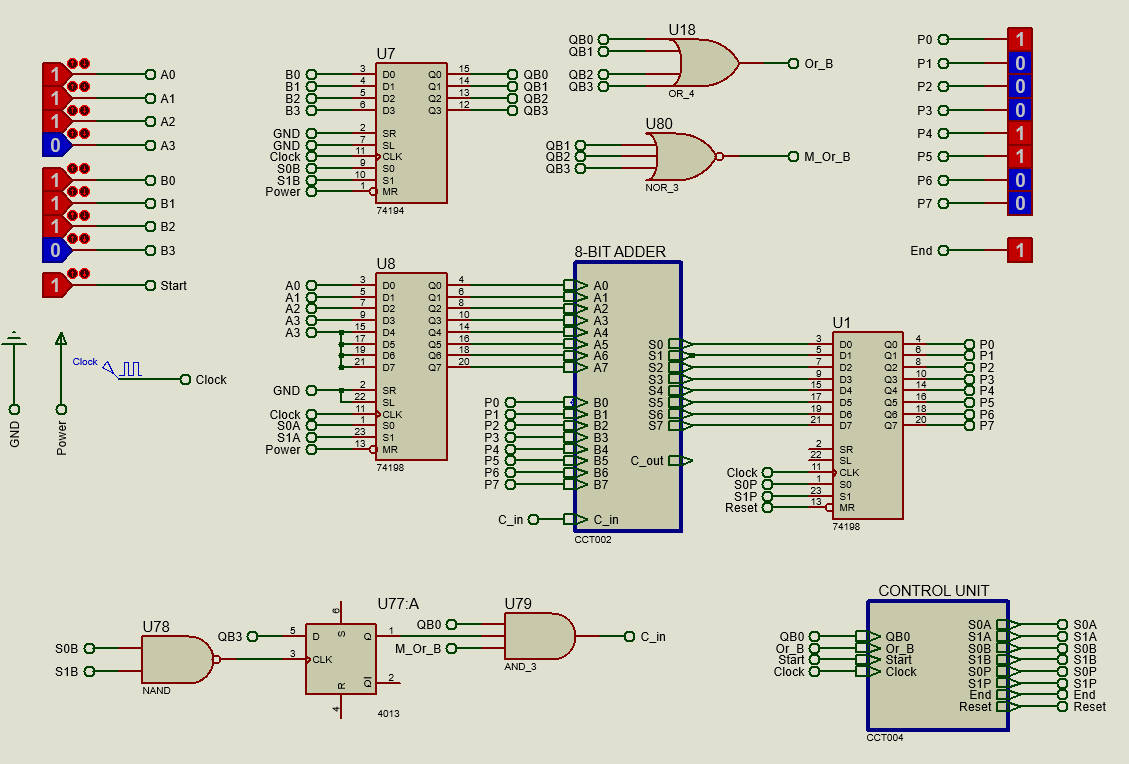 1 A0
1 A1
1 A2
0 A3
1 B0
1 B1
1 B2
0 B3
1 Start
GND
Power
Clock
Clock
U7
B0 3 D0 Q0 15 QB0
B1 4 D1 Q1 14 QB1
B2 5 D2 Q2 13 QB2
B3 6 D3 Q3 12 QB3
GND 2 SR
GND 7 SL
Clock 11 CLK
S0B 9 S0
S1B 10 S1
Power 1 MR
74194
U18
QB0
QB1
QB2
QB3
Or_B
OR_4
U80
QB1
QB2
QB3
M_Or_B
NOR_3
P0 1
P1 0
P2 0
P3 0
P4 1
P5 1
P6 0
P7 0
End 1
U8
A0 3 D0 Q0 4
A1 5 D1 Q1 6
A2 7 D2 Q2 8
A3 9 D3 Q3 10
A3 15 D4 Q4 14
17 D5 Q5 16
19 D6 Q6 18
21 D7 Q7 20
GND 2 SR
22 SL
Clock 11 CLK
S0A 1 S0
S1A 23 S1
Power 13 MR
74198
8-BIT ADDER
A0
A1
A2
A3
A4
A5
A6
A7
S0
S1
S2
S3
S4
S5
S6
S7
P0 B0
P1 B1
P2 B2
P3 B3
P4 B4
P5 B5
P6 B6
P7 B7
C_out
C_in C_in
CCT002
U1
3 D0 Q0 4 P0
5 D1 Q1 6 P1
7 D2 Q2 8 P2
9 D3 Q3 10 P3
15 D4 Q4 14 P4
17 D5 Q5 16 P5
19 D6 Q6 18 P6
21 D7 Q7 20 P7
2 SR
22 SL
Clock 11 CLK
S0P 1 S0
S1P 23 S1
Reset 13 MR
74198
U78
S0B
S1B
NAND
U77:A
6
S
QB3 5 D Q 1
3 CLK
R Q 2
4
4013
U79
QB0
M_Or_B
C_in
AND_3
CONTROL UNIT
QB0 QB0
Or_B Or_B
Start Start
Clock Clock
S0A S0A
S1A S1A
S0B S0B
S1B S1B
S0P S0P
S1P S1P
End End
Reset Reset
CCT004